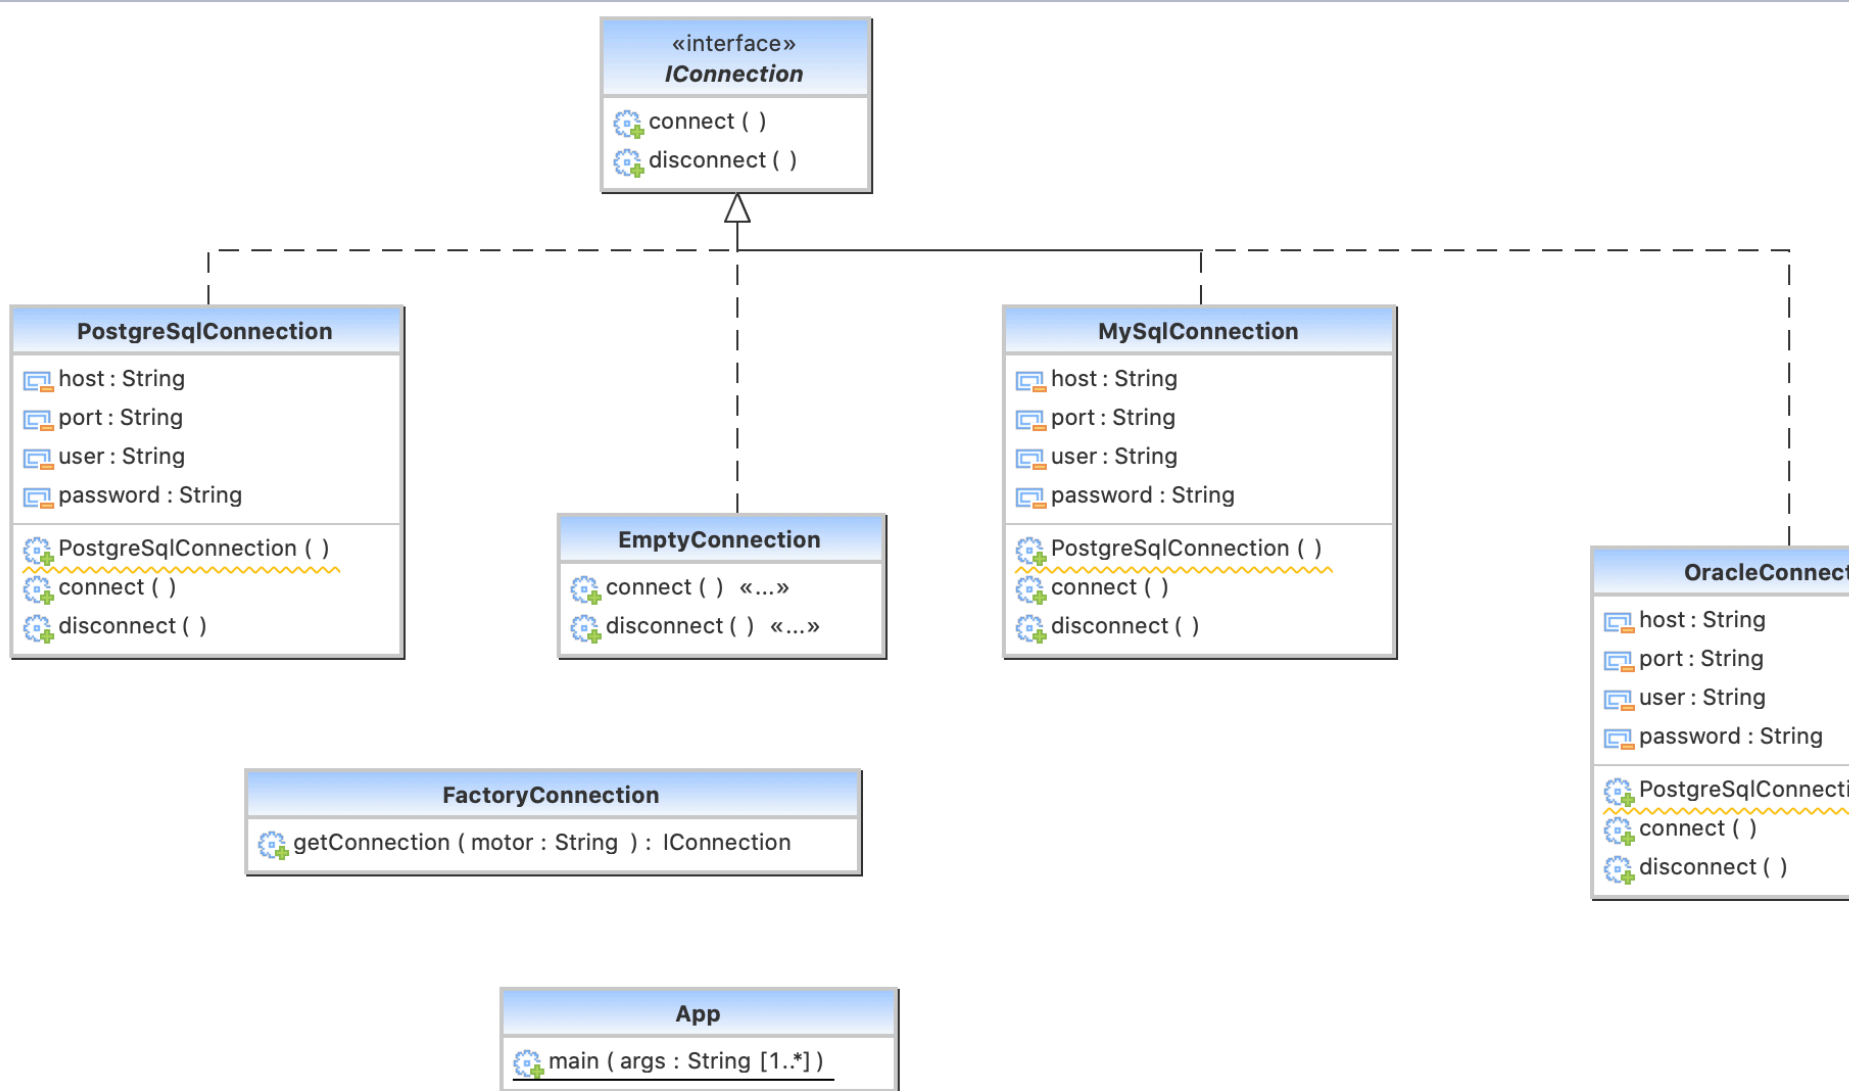 «interface»
IConnection
connect ( )
disconnect ( )
PostgreSqlConnection
host : String
port : String
user : String
password : String
PostgreSqlConnection ( )
connect ( )
disconnect ( )
EmptyConnection
connect ( ) «...»
disconnect ( ) «...»
MySqlConnection
host : String
port : String
user : String
password : String
PostgreSqlConnection ( )
connect ( )
disconnect ( )
OracleConnect
host : String
port : String
user : String
password : String
PostgreSqlConnecti
connect ( )
disconnect ( )
FactoryConnection
getConnection ( motor : String ) : IConnection
App
main ( args : String [1..*] )